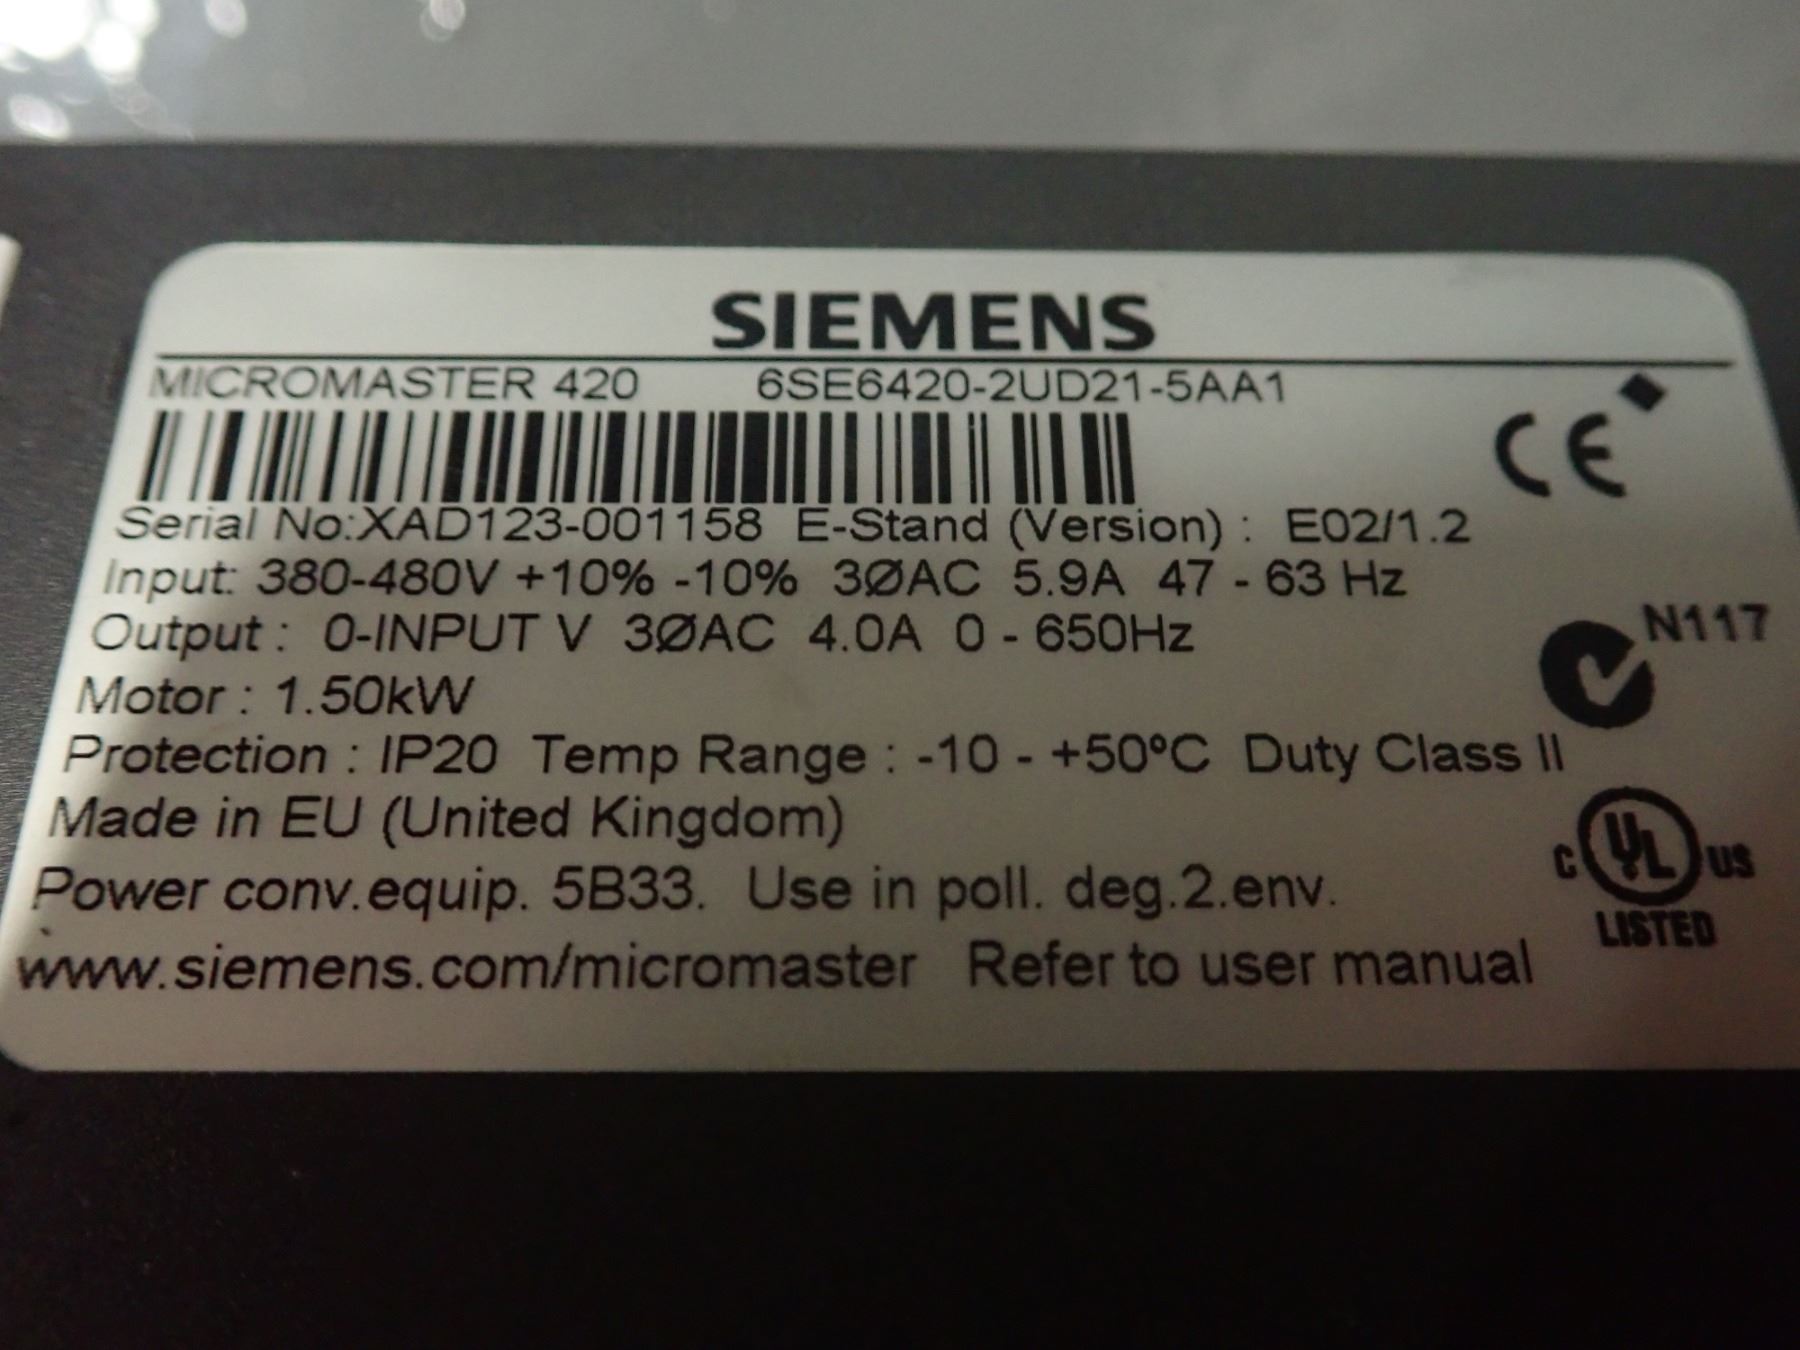 SIEMENS
MICROMASTER 420 6SE6420-2UD21-5AA1
CE
Serial No:XAD123-001158 E-Stand (Version) : E02/1.2
Input: 380-480V +10% -10% 3ØAC 5.9A 47 - 63 Hz
Output : 0-INPUT V 3ØAC 4.0A 0 - 650Hz
N117
Motor : 1.50kW
Protection : IP20 Temp Range : -10 - +50ºC Duty Class II
Made in EU (United Kingdom)
C UL US
LISTED
Power conv.equip. 5B33. Use in poll. deg.2.env.
www.siemens.com/micromaster Refer to user manual